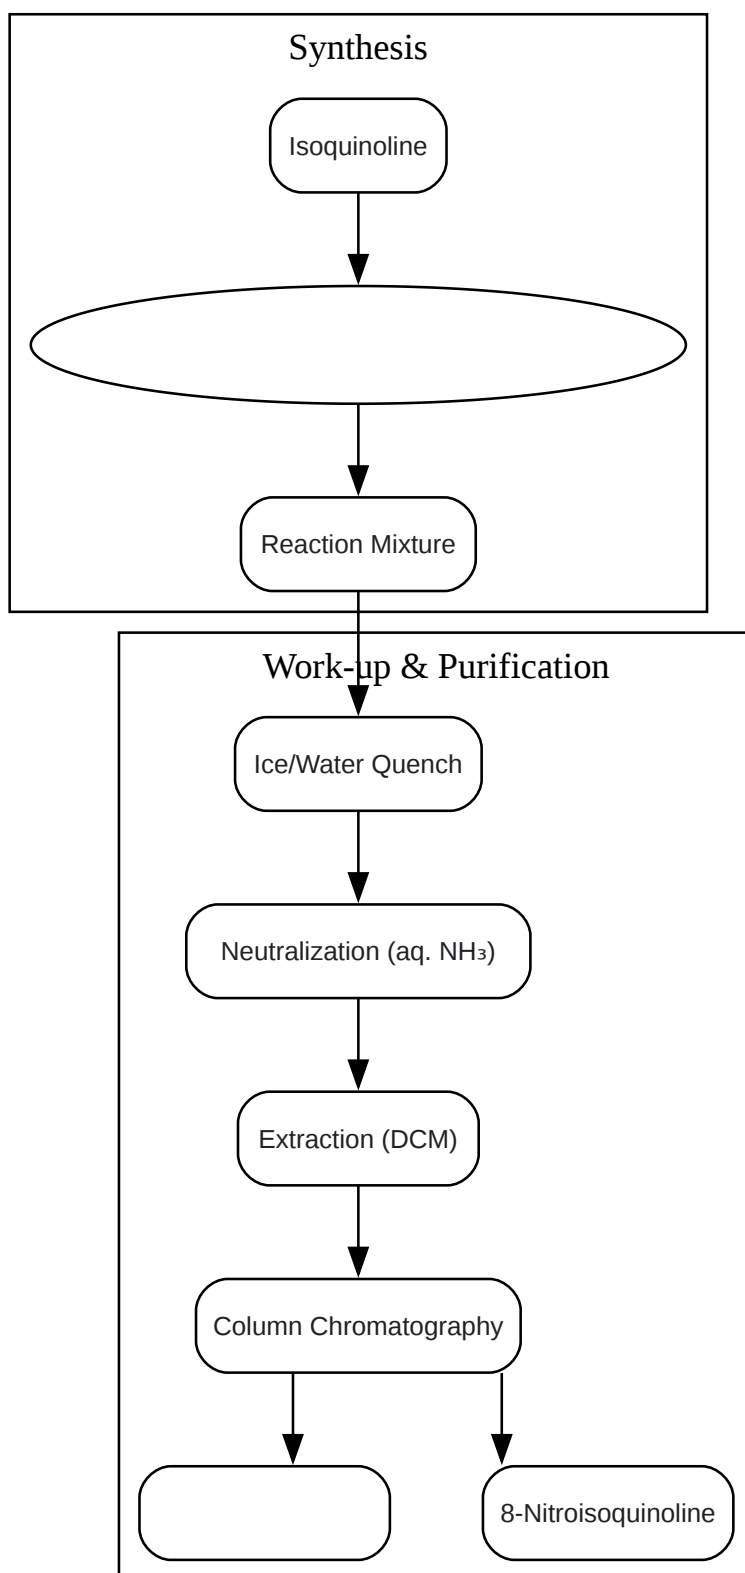 Synthesis
Isoquinoline
Reaction Mixture
Work-up & Purification
Ice/Water Quench
Neutralization (aq. NH₃)
Extraction (DCM)
Column Chromatography
8-Nitroisoquinoline